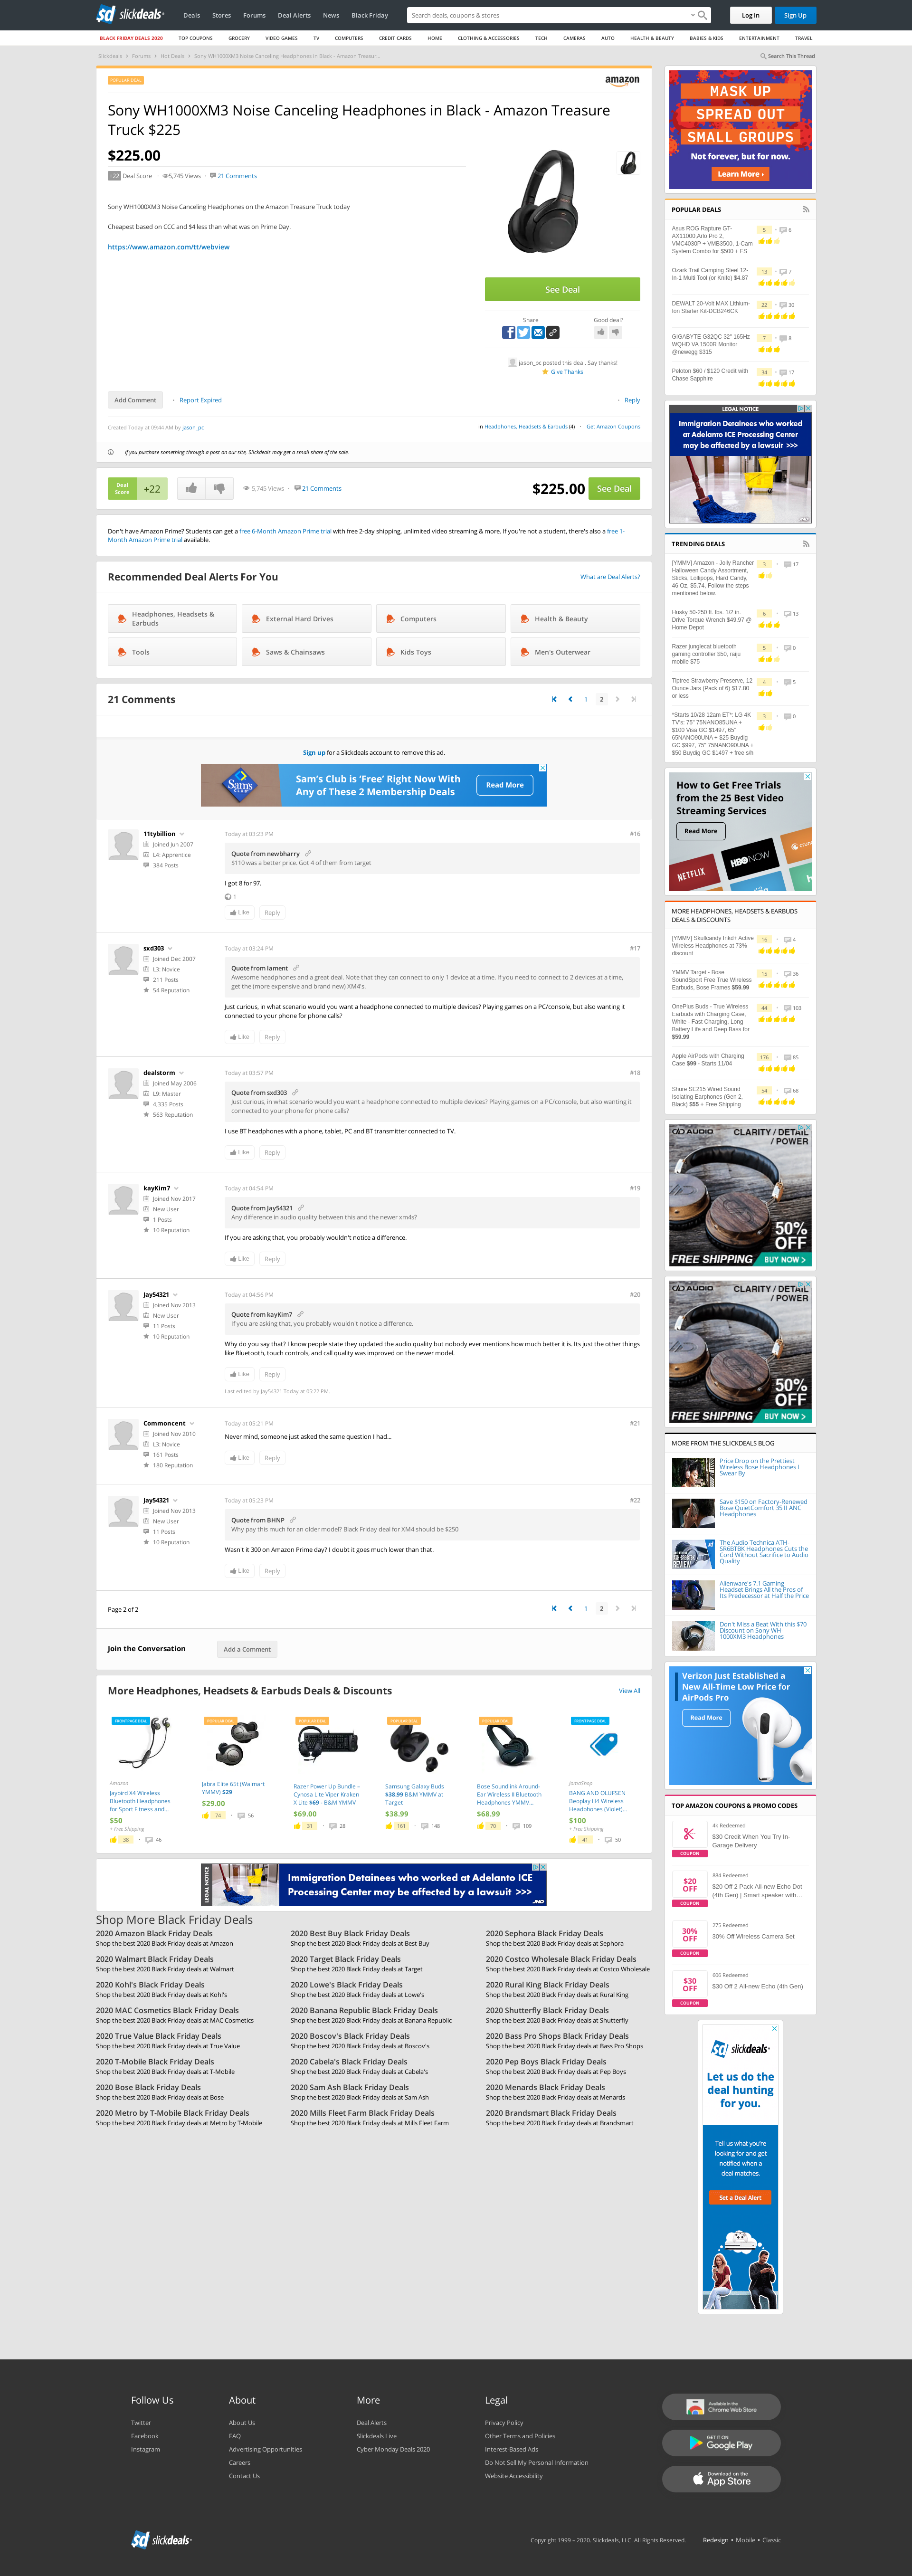 slickdeals
Deals
Stores
Forums
Deal Alerts
News
Black Friday
Search deals, coupons & stores
Log In
Sign Up
BLACK FRIDAY DEALS 2020
TOP COUPONS
GROCERY
VIDEO GAMES
TV
COMPUTERS
CREDIT CARDS
HOME
CLOTHING & ACCESSORIES
TECH
CAMERAS
AUTO
HEALTH & BEAUTY
BABIES & KIDS
ENTERTAINMENT
TRAVEL
Slickdeals
Forums
Hot Deals
Sony WH1000XM3 Noise Canceling Headphones in Black - Amazon Treasur...
Search This Thread
POPULAR DEAL
amazon
Sony WH1000XM3 Noise Canceling Headphones in Black - Amazon Treasure
Truck $225
$225.00
+22 Deal Score
5,745 Views
21 Comments
Sony WH1000XM3 Noise Canceling Headphones on the Amazon Treasure Truck today
Cheapest based on CCC and $4 less than what was on Prime Day.
https://www.amazon.com/tt/webview
See Deal
Share
Good deal?
jason_pc posted this deal. Say thanks!
Give Thanks
Add Comment
Report Expired
Reply
Created Today at 09:44 AM by jason_pc
in Headphones, Headsets & Earbuds (4)
Get Amazon Coupons
If you purchase something through a post on our site, Slickdeals may get a small share of the sale.
Deal
Score
+22
5,745 Views
21 Comments
$225.00
See Deal
Don't have Amazon Prime? Students can get a free 6-Month Amazon Prime trial with free 2-day shipping, unlimited video streaming & more. If you're not a student, there's also a free 1-
Month Amazon Prime trial available.
Recommended Deal Alerts For You
What are Deal Alerts?
Headphones, Headsets &
Earbuds
External Hard Drives
Computers
Health & Beauty
Tools
Saws & Chainsaws
Kids Toys
Men's Outerwear
21 Comments
1
2
Sign up for a Slickdeals account to remove this ad.
Sam's
Sam's Club is 'Free' Right Now With
Any of These 2 Membership Deals
Read More
11tybillion
Joined Jun 2007
L4: Apprentice
384 Posts
Today at 03:23 PM
#16
Quote from newbharry
$110 was a better price. Got 4 of them from target
I got 8 for 97.
1
Like
Reply
sxd303
Joined Dec 2007
L3: Novice
211 Posts
54 Reputation
Today at 03:24 PM
#17
Quote from lament
Awesome headphones and a great deal. Note that they can connect to only 1 device at a time. If you need to connect to 2 devices at a time,
get the (more expensive and brand new) XM4's.
Just curious, in what scenario would you want a headphone connected to multiple devices? Playing games on a PC/console, but also wanting it
connected to your phone for phone calls?
Like
Reply
dealstorm
Joined May 2006
L9: Master
4,335 Posts
563 Reputation
Today at 03:57 PM
#18
Quote from sxd303
Just curious, in what scenario would you want a headphone connected to multiple devices? Playing games on a PC/console, but also wanting it
connected to your phone for phone calls?
I use BT headphones with a phone, tablet, PC and BT transmitter connected to TV.
Like
Reply
kayKim7
Joined Nov 2017
New User
1 Posts
10 Reputation
Today at 04:54 PM
#19
Quote from Jay54321
Any difference in audio quality between this and the newer xm4s?
If you are asking that, you probably wouldn't notice a difference.
Like
Reply
Jay54321
Joined Nov 2013
New User
11 Posts
10 Reputation
Today at 04:56 PM
#20
Quote from kayKim7
If you are asking that, you probably wouldn't notice a difference.
Why do you say that? I know people state they updated the audio quality but nobody ever mentions how much better it is. Its just the other things
like Bluetooth, touch controls, and call quality was improved on the newer model.
Like
Reply
Last edited by Jay54321 Today at 05:22 PM.
Commoncent
Joined Nov 2010
L3: Novice
161 Posts
180 Reputation
Today at 05:21 PM
#21
Never mind, someone just asked the same question I had...
Like
Reply
Jay54321
Joined Nov 2013
New User
11 Posts
10 Reputation
Today at 05:23 PM
#22
Quote from BHNP
Why pay this much for an older model? Black Friday deal for XM4 should be $250
Wasn't it 300 on Amazon Prime day? I doubt it goes much lower than that.
Like
Reply
Page 2 of 2
1
2
Join the Conversation
Add a Comment
More Headphones, Headsets & Earbuds Deals & Discounts
View All
FRONTPAGE DEAL
Amazon
Jaybird X4 Wireless
Bluetooth Headphones
for Sport Fitness and...
$50
+ Free Shipping
38
46
POPULAR DEAL
Jabra Elite 65t (Walmart
YMMV) $29
$29.00
74
56
POPULAR DEAL
Razer Power Up Bundle –
Cynosa Lite Viper Kraken
X Lite $69 - B&M YMMV
$69.00
31
28
POPULAR DEAL
Samsung Galaxy Buds
$38.99 B&M YMMV at
Target
$38.99
161
148
POPULAR DEAL
Bose Soundlink Around-
Ear Wireless II Bluetooth
Headphones YMMV...
$68.99
70
109
FRONTPAGE DEAL
JomaShop
BANG AND OLUFSEN
Beoplay H4 Wireless
Headphones (Violet)...
$100
+ Free Shipping
41
50
LEGAL NOTICE
Immigration Detainees who worked at Adelanto ICE
Processing Center may be affected by a lawsuit >>>
JND
Shop More Black Friday Deals
2020 Amazon Black Friday Deals
Shop the best 2020 Black Friday deals at Amazon
2020 Best Buy Black Friday Deals
Shop the best 2020 Black Friday deals at Best Buy
2020 Sephora Black Friday Deals
Shop the best 2020 Black Friday deals at Sephora
2020 Walmart Black Friday Deals
Shop the best 2020 Black Friday deals at Walmart
2020 Target Black Friday Deals
Shop the best 2020 Black Friday deals at Target
2020 Costco Wholesale Black Friday Deals
Shop the best 2020 Black Friday deals at Costco Wholesale
2020 Kohl's Black Friday Deals
Shop the best 2020 Black Friday deals at Kohl's
2020 Lowe's Black Friday Deals
Shop the best 2020 Black Friday deals at Lowe's
2020 Rural King Black Friday Deals
Shop the best 2020 Black Friday deals at Rural King
2020 MAC Cosmetics Black Friday Deals
Shop the best 2020 Black Friday deals at MAC Cosmetics
2020 Banana Republic Black Friday Deals
Shop the best 2020 Black Friday deals at Banana Republic
2020 Shutterfly Black Friday Deals
Shop the best 2020 Black Friday deals at Shutterfly
2020 True Value Black Friday Deals
Shop the best 2020 Black Friday deals at True Value
2020 Boscov's Black Friday Deals
Shop the best 2020 Black Friday deals at Boscov's
2020 Bass Pro Shops Black Friday Deals
Shop the best 2020 Black Friday deals at Bass Pro Shops
2020 T-Mobile Black Friday Deals
Shop the best 2020 Black Friday deals at T-Mobile
2020 Cabela's Black Friday Deals
Shop the best 2020 Black Friday deals at Cabela's
2020 Pep Boys Black Friday Deals
Shop the best 2020 Black Friday deals at Pep Boys
2020 Bose Black Friday Deals
Shop the best 2020 Black Friday deals at Bose
2020 Sam Ash Black Friday Deals
Shop the best 2020 Black Friday deals at Sam Ash
2020 Menards Black Friday Deals
Shop the best 2020 Black Friday deals at Menards
2020 Metro by T-Mobile Black Friday Deals
Shop the best 2020 Black Friday deals at Metro by T-Mobile
2020 Mills Fleet Farm Black Friday Deals
Shop the best 2020 Black Friday deals at Mills Fleet Farm
2020 Brandsmart Black Friday Deals
Shop the best 2020 Black Friday deals at Brandsmart
MASK UP
SPREAD OUT
SMALL GROUPS
Not forever, but for now.
Learn More ›
POPULAR DEALS
Asus ROG Rapture GT-
AX11000,Arlo Pro 2,
VMC4030P + VMB3500, 1-Cam
System Combo for $500 + FS
5
6
Ozark Trail Camping Steel 12-
In-1 Multi Tool (or Knife) $4.87
13
7
DEWALT 20-Volt MAX Lithium-
Ion Starter Kit-DCB246CK
22
30
GIGABYTE G32QC 32" 165Hz
WQHD VA 1500R Monitor
@newegg $315
7
8
Peloton $60 / $120 Credit with
Chase Sapphire
34
17
LEGAL NOTICE
Immigration Detainees who worked
at Adelanto ICE Processing Center
may be affected by a lawsuit >>>
JND
TRENDING DEALS
[YMMV] Amazon - Jolly Rancher
Halloween Candy Assortment,
Sticks, Lollipops, Hard Candy,
46 Oz, $5.74, Follow the steps
mentioned below.
3
17
Husky 50-250 ft. lbs. 1/2 in.
Drive Torque Wrench $49.97 @
Home Depot
6
13
Razer junglecat bluetooth
gaming controller $50, raiju
mobile $75
5
0
Tiptree Strawberry Preserve, 12
Ounce Jars (Pack of 6) $17.80
or less
4
5
*Starts 10/28 12am ET*: LG 4K
TV's: 75" 75NANO85UNA +
$100 Visa GC $1497, 65"
65NANO90UNA + $25 Buydig
GC $997, 75" 75NANO90UNA +
$50 Buydig GC $1497 + free s/h
3
0
How to Get Free Trials
from the 25 Best Video
Streaming Services
Read More
NETFLIX
HBO NOW
MORE HEADPHONES, HEADSETS & EARBUDS
DEALS & DISCOUNTS
[YMMV] Skullcandy Inkd+ Active
Wireless Headphones at 73%
discount
16
4
YMMV Target - Bose
SoundSport Free True Wireless
Earbuds, Bose Frames $59.99
15
36
OnePlus Buds - True Wireless
Earbuds with Charging Case,
White - Fast Charging, Long
Battery Life and Deep Bass for
$59.99
44
103
Apple AirPods with Charging
Case $99 - Starts 11/04
176
85
Shure SE215 Wired Sound
Isolating Earphones (Gen 2,
Black) $55 + Free Shipping
54
68
CAD AUDIO
CLARITY / DETAIL
/ POWER
50%
OFF
FREE SHIPPING
BUY NOW >
CAD AUDIO
CLARITY / DETAIL
/ POWER
50%
OFF
FREE SHIPPING
BUY NOW >
MORE FROM THE SLICKDEALS BLOG
Price Drop on the Prettiest
Wireless Bose Headphones I
Swear By
Save $150 on Factory-Renewed
Bose QuietComfort 35 II ANC
Headphones
The Audio Technica ATH-
SR6BTBK Headphones Cuts the
Cord Without Sacrifice to Audio
Quality
Alienware's 7.1 Gaming
Headset Brings All the Pros of
Its Predecessor at Half the Price
Don't Miss a Beat With this $70
Discount on Sony WH-
1000XM3 Headphones
Verizon Just Established a
New All-Time Low Price for
AirPods Pro
Read More
TOP AMAZON COUPONS & PROMO CODES
4k Redeemed
$30 Credit When You Try In-
Garage Delivery
COUPON
884 Redeemed
$20
OFF
$20 Off 2 Pack All-new Echo Dot
(4th Gen) | Smart speaker with...
COUPON
275 Redeemed
30%
OFF
30% Off Wireless Camera Set
COUPON
606 Redeemed
$30
OFF
$30 Off 2 All-new Echo (4th Gen)
COUPON
slickdeals
Let us do the
deal hunting
for you.
Tell us what you're
looking for and get
notified when a
deal matches.
Set a Deal Alert
Follow Us
Twitter
Facebook
Instagram
About
About Us
FAQ
Advertising Opportunities
Careers
Contact Us
More
Deal Alerts
Slickdeals Live
Cyber Monday Deals 2020
Legal
Privacy Policy
Other Terms and Policies
Interest-Based Ads
Do Not Sell My Personal Information
Website Accessibility
Available in the
Chrome Web Store
GET IT ON
Google Play
Download on the
App Store
slickdeals
Copyright 1999 – 2020. Slickdeals, LLC. All Rights Reserved.
Redesign • Mobile • Classic